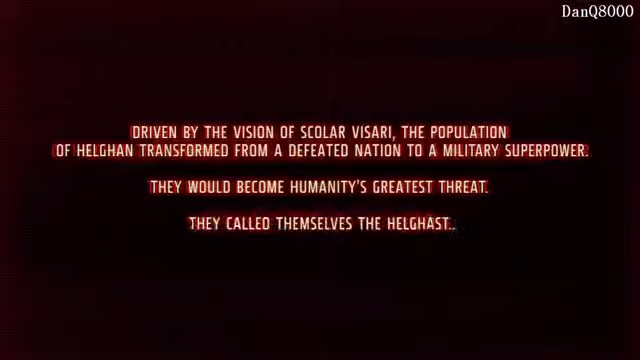 DanQ8000
DRIVEN BY THE VISION OF SCOLAR VISARI, THE POPULATION
OF HELGHAN TRANSFORMED FROM A DEFEATED NATION TO A MILITARY SUPERPOWER.
THEY WOULD BECOME HUMANITY'S GREATEST THREAT.
THEY CALLED THEMSELVES THE HELGHAST..